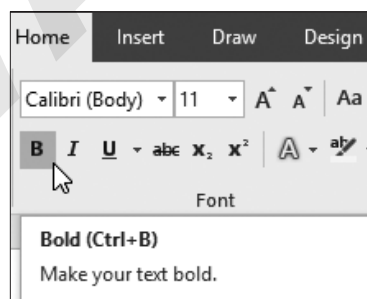 Home Insert Draw Design
Calibri (Body) 11 A A Aa
B I U abc x₂ x² A ab
Font
Bold (Ctrl+B)
Make your text bold.